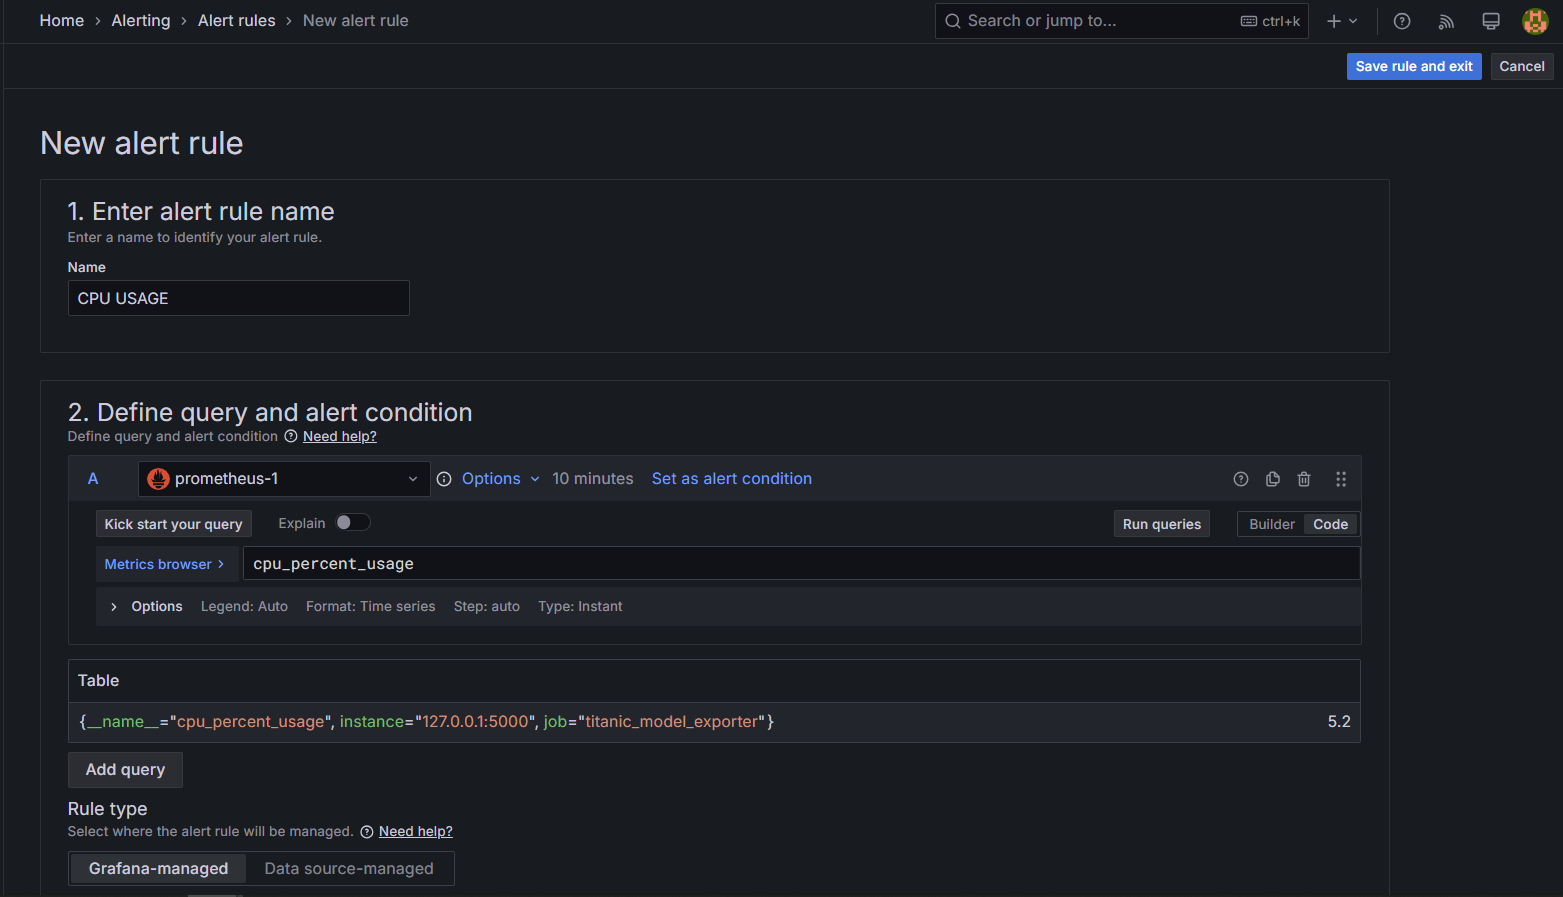 Home > Alerting > Alert rules > New alert rule
Search or jump to... ctrl+k
Save rule and exit Cancel
New alert rule
1. Enter alert rule name
Enter a name to identify your alert rule.
Name
CPU USAGE
2. Define query and alert condition
Define query and alert condition Need help?
A prometheus-1 Options 10 minutes Set as alert condition
Kick start your query Explain Run queries Builder Code
Metrics browser > cpu_percent_usage
> Options Legend: Auto Format: Time series Step: auto Type: Instant
Table
{__name__="cpu_percent_usage", instance="127.0.0.1:5000", job="titanic_model_exporter"} 5.2
Add query
Rule type
Select where the alert rule will be managed. Need help?
Grafana-managed Data source-managed